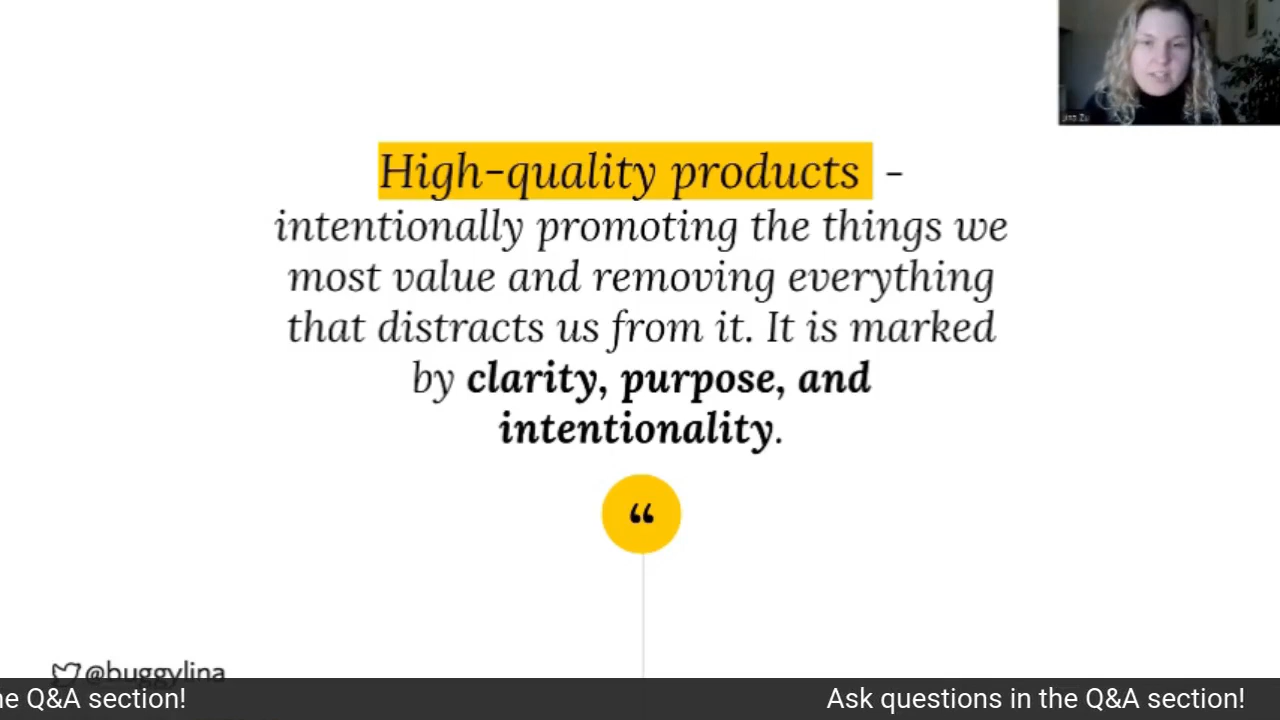 High-quality products -
intentionally promoting the things we
most value and removing everything
that distracts us from it. It is marked
by clarity, purpose, and
intentionality.
“
@buggylina
he Q&A section!
Ask questions in the Q&A section!